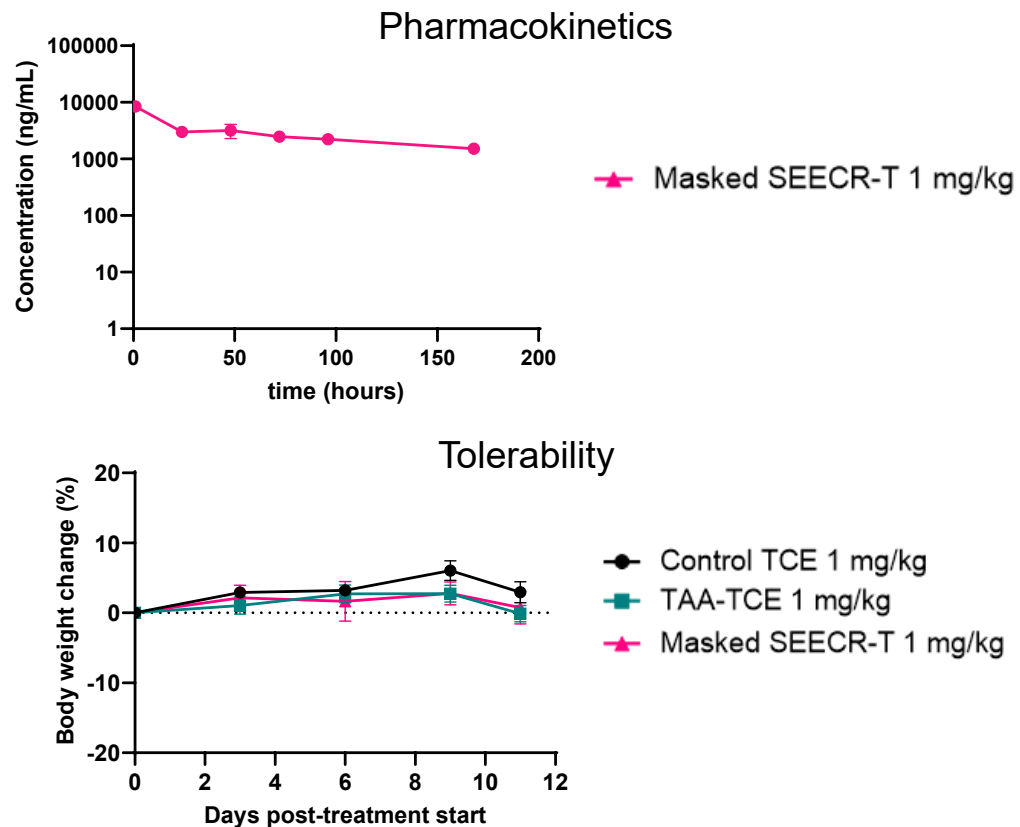 Pharmacokinetics
Concentration (ng/mL)
100000
10000
1000
100
10
1
0 50 100 150 200
time (hours)
Masked SEECR-T 1 mg/kg
Tolerability
Body weight change (%)
20
10
0
-10
-20
0 2 4 6 8 10 12
Days post-treatment start
Control TCE 1 mg/kg
TAA-TCE 1 mg/kg
Masked SEECR-T 1 mg/kg